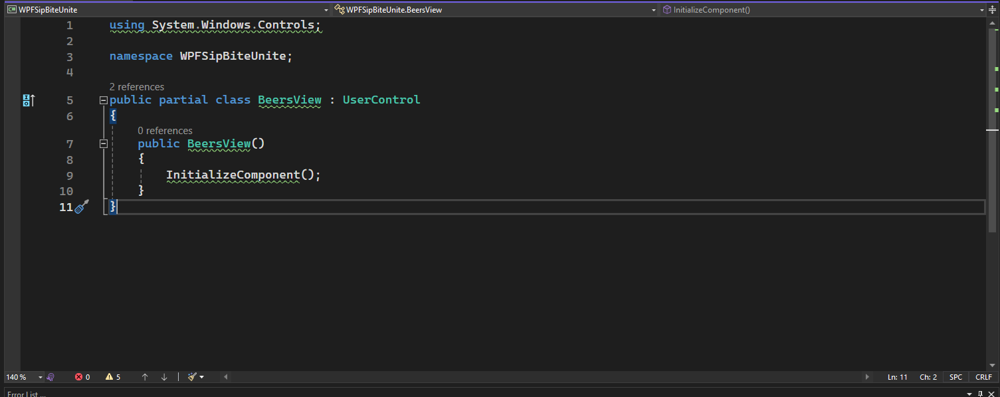 WPFSipBiteUnite WPFSipBiteUnite.BeersView InitializeComponent()
1 using System.Windows.Controls;
2
3 namespace WPFSipBiteUnite;
4
2 references
5 public partial class BeersView : UserControl
6 {
0 references
7 public BeersView()
8 {
9 InitializeComponent();
10 }
11 }
140 % 0 5 Ln: 11 Ch: 2 SPC CRLF
Error List ...